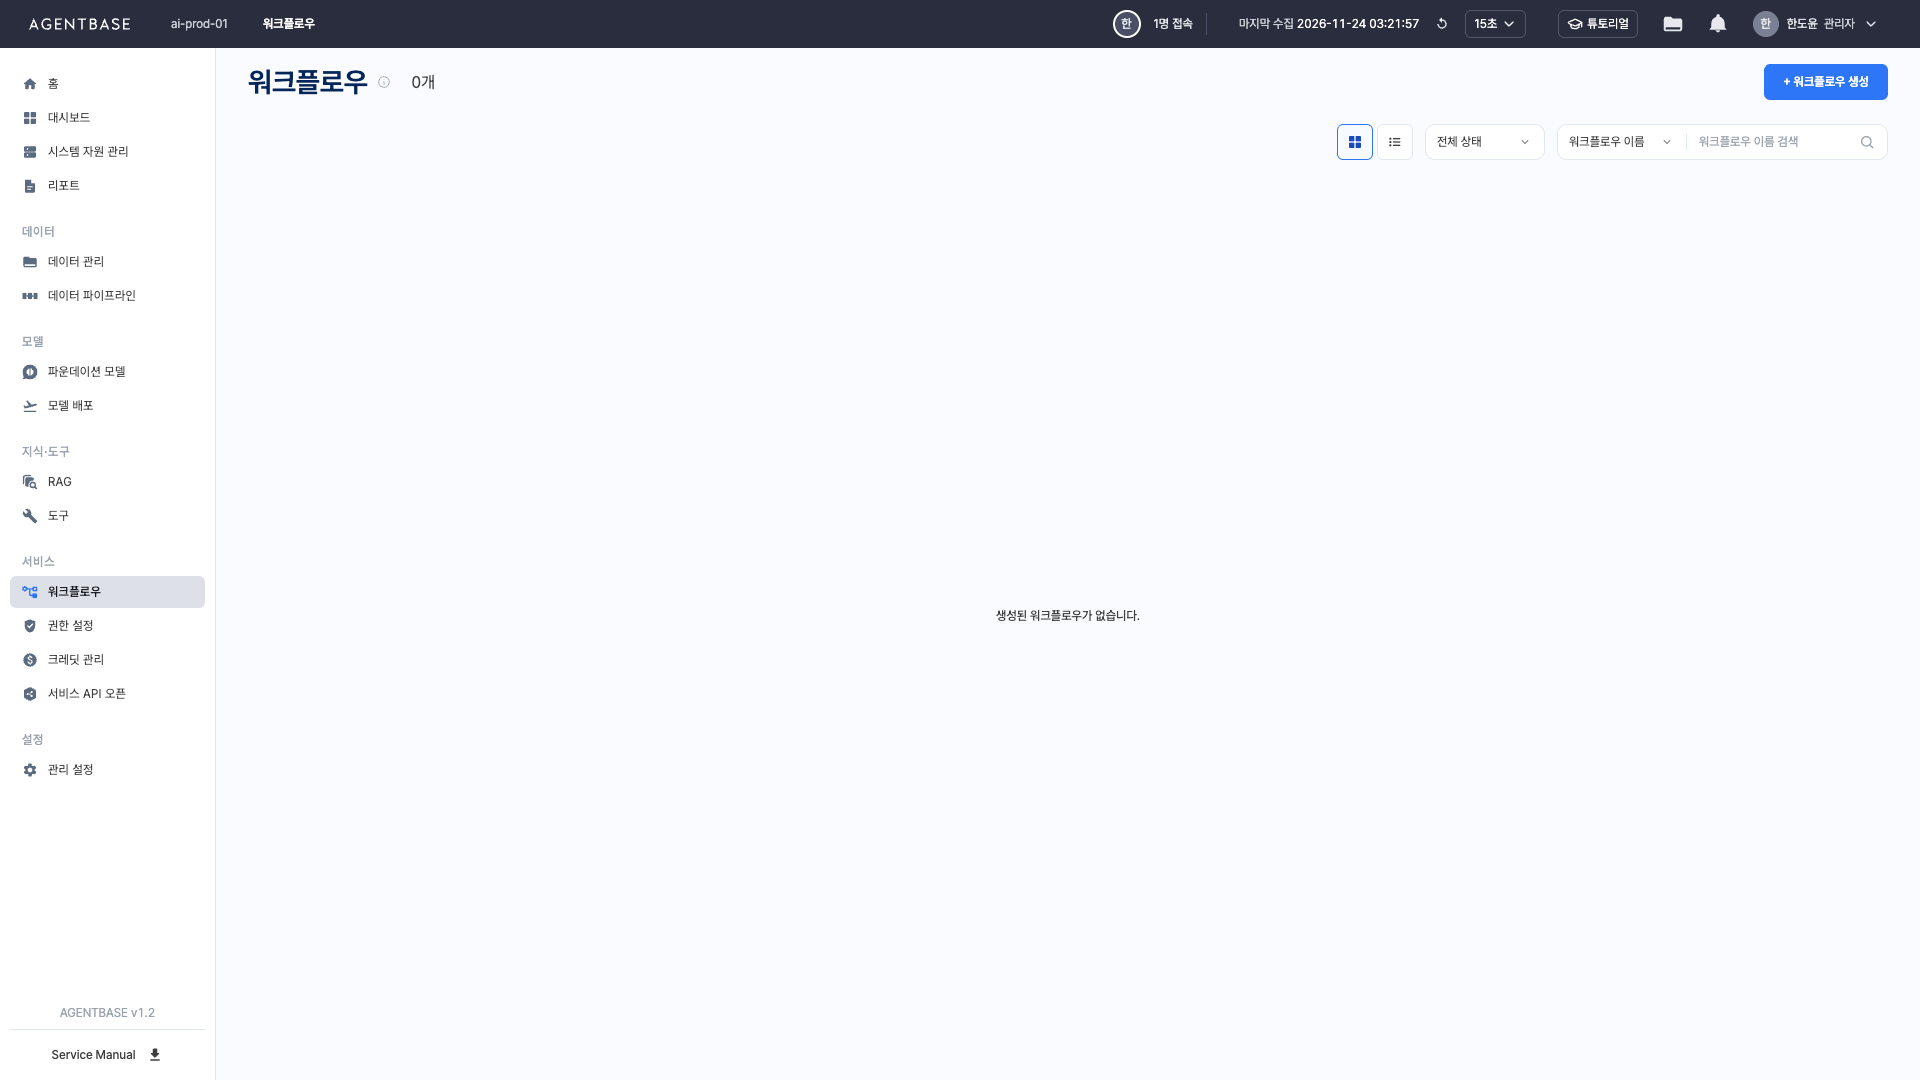 AGENTBASE ai-prod-01 워크플로우 한 1명 접속 마지막 수집 2026-11-24 03:21:57 15초 튜토리얼 한 한도윤 관리자
홈
대시보드
시스템 자원 관리
리포트
데이터
데이터 관리
데이터 파이프라인
모델
파운데이션 모델
모델 배포
지식·도구
RAG
도구
서비스
워크플로우
권한 설정
크레딧 관리
서비스 API 오픈
설정
관리 설정
AGENTBASE v1.2
Service Manual
워크플로우 0개
+ 워크플로우 생성
전체 상태 워크플로우 이름 워크플로우 이름 검색
생성된 워크플로우가 없습니다.